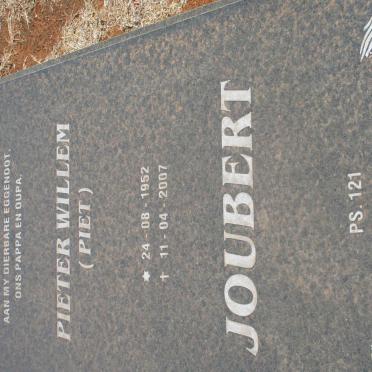 AAN MY DIERBARE EGGENOOT.
ONS PAPPA EN OUPA.
PIETER WILLEM
( PIET )
★ 24 - 08 - 1952
✝ 11 - 04 - 2007
JOUBERT
PS. 121